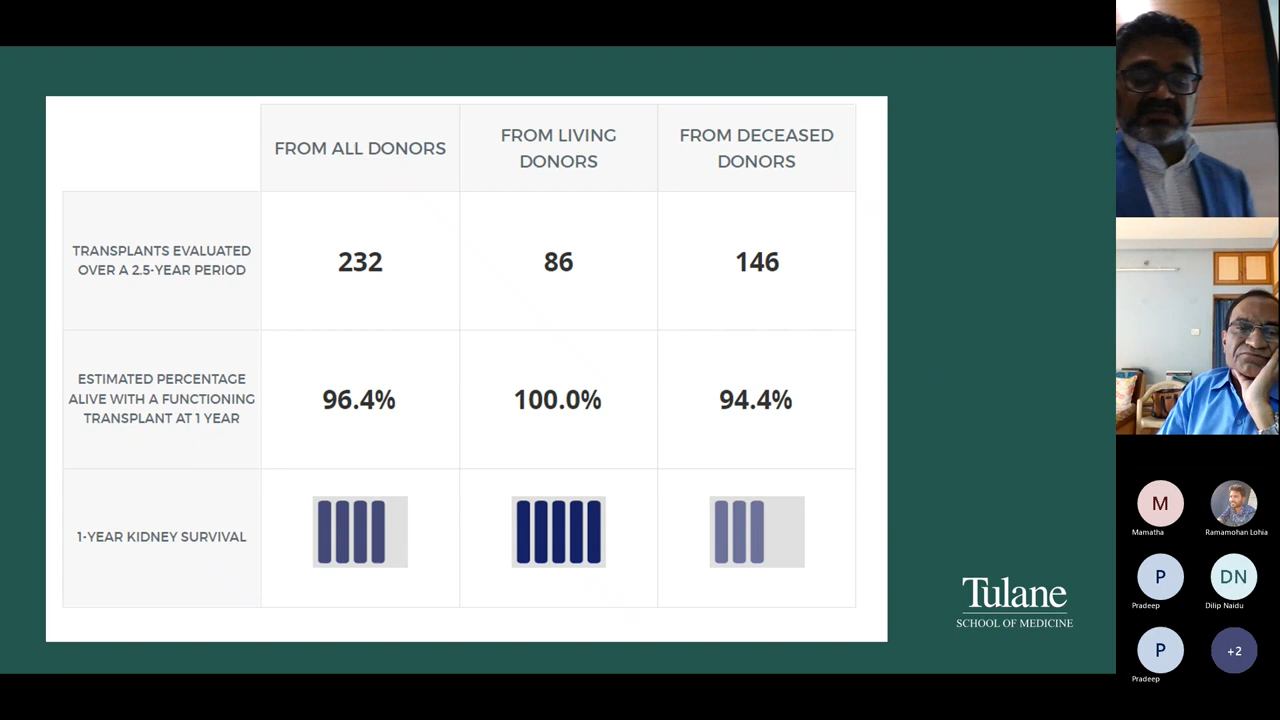 FROM ALL DONORS
FROM LIVING
DONORS
FROM DECEASED
DONORS
TRANSPLANTS EVALUATED
OVER A 2.5-YEAR PERIOD
232
86
146
ESTIMATED PERCENTAGE
ALIVE WITH A FUNCTIONING
TRANSPLANT AT 1 YEAR
96.4%
100.0%
94.4%
1-YEAR KIDNEY SURVIVAL
Tulane
SCHOOL OF MEDICINE
M
Mamatha
Ramamohan Lohia
P
Pradeep
DN
Dilip Naidu
P
Pradeep
+2